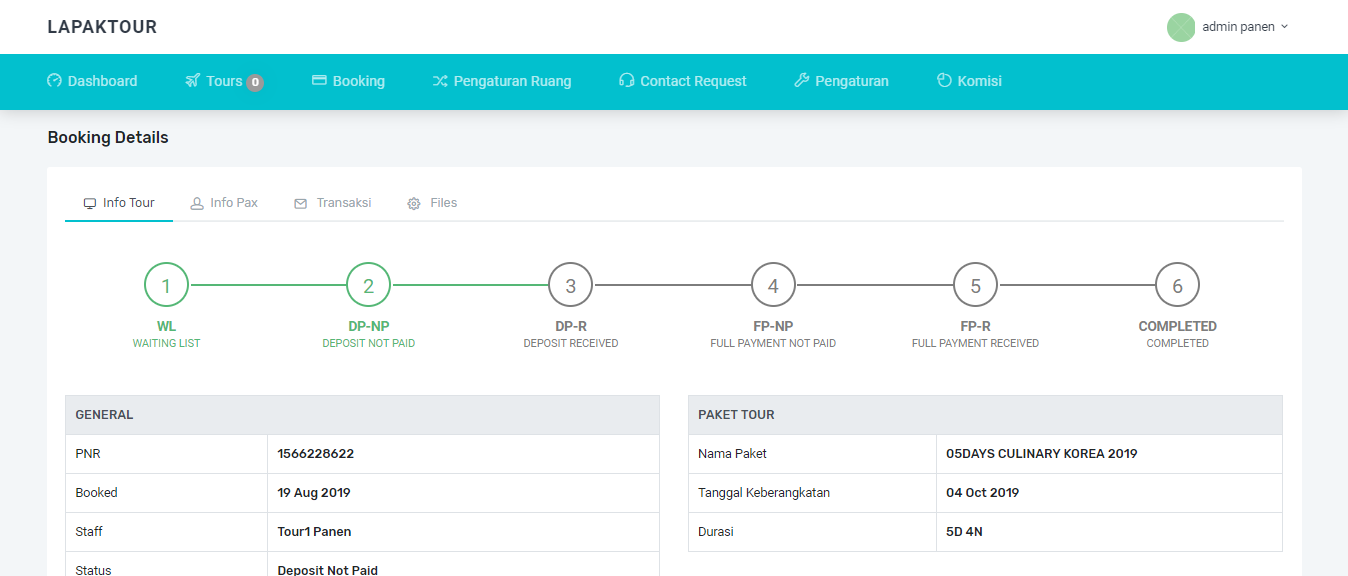 LAPAKTOUR
admin panen
Dashboard Tours 0 Booking Pengaturan Ruang Contact Request Pengaturan Komisi
Booking Details
Info Tour Info Pax Transaksi Files
1 2 3 4 5 6
WL DP-NP DP-R FP-NP FP-R COMPLETED
WAITING LIST DEPOSIT NOT PAID DEPOSIT RECEIVED FULL PAYMENT NOT PAID FULL PAYMENT RECEIVED COMPLETED
GENERAL
PNR 1566228622
Booked 19 Aug 2019
Staff Tour1 Panen
Status Deposit Not Paid
PAKET TOUR
Nama Paket 05DAYS CULINARY KOREA 2019
Tanggal Keberangkatan 04 Oct 2019
Durasi 5D 4N